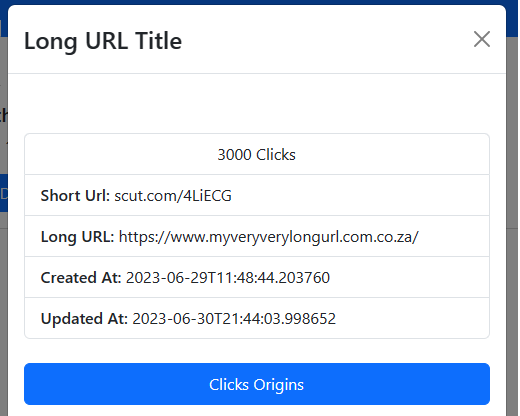 Long URL Title
3000 Clicks
Short Url: scut.com/4LiECG
Long URL: https://www.myveryverylongurl.com.co.za/
Created At: 2023-06-29T11:48:44.203760
Updated At: 2023-06-30T21:44:03.998652
Clicks Origins